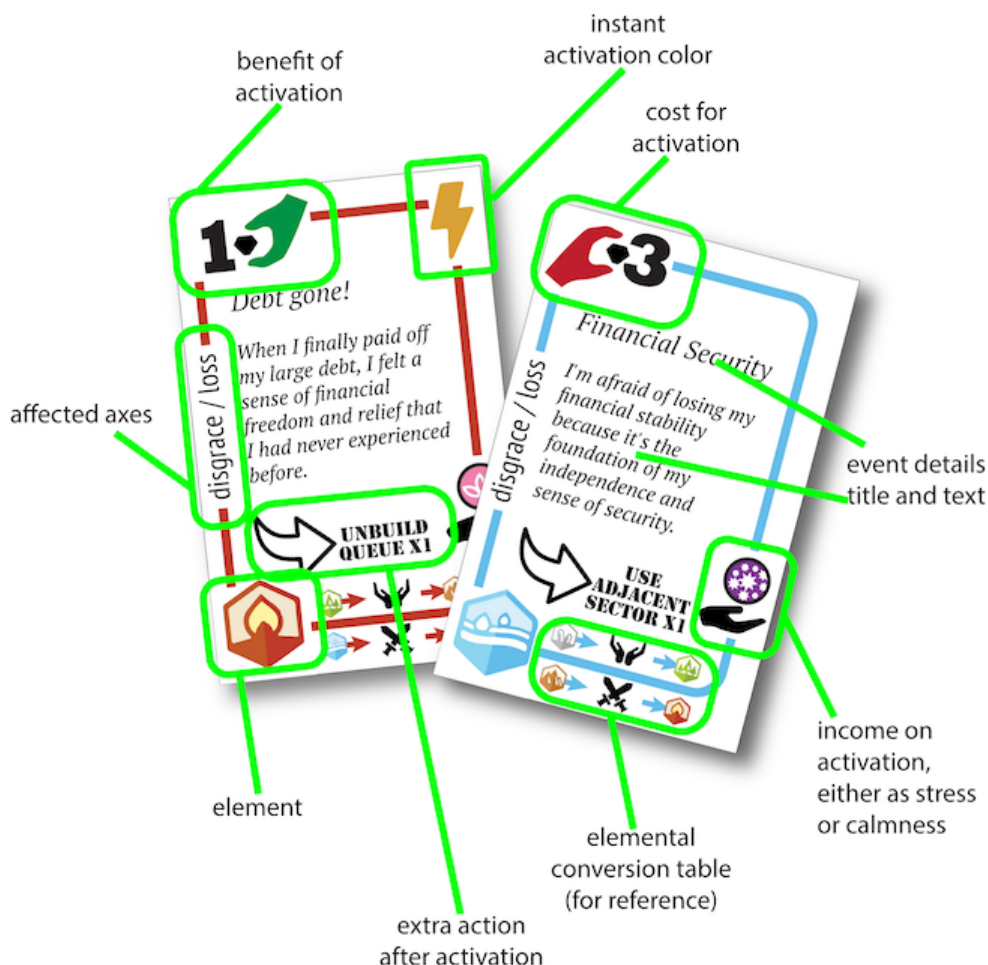 instant
activation color
benefit of
activation
cost for
activation
1
3
Debt gone!
When I finally paid off
my large debt, I felt a
sense of financial
freedom and relief that
I had never experienced
before.
disgrace / loss
UNBUILD
QUEUE X1
Financial Security
I'm afraid of losing my
financial stability
because it's the
foundation of my
independence and
sense of security.
disgrace / loss
USE
ADJACENT
SECTOR X1
affected axes
event details
title and text
income on
activation,
either as stress
or calmness
element
elemental
conversion table
(for reference)
extra action
after activation